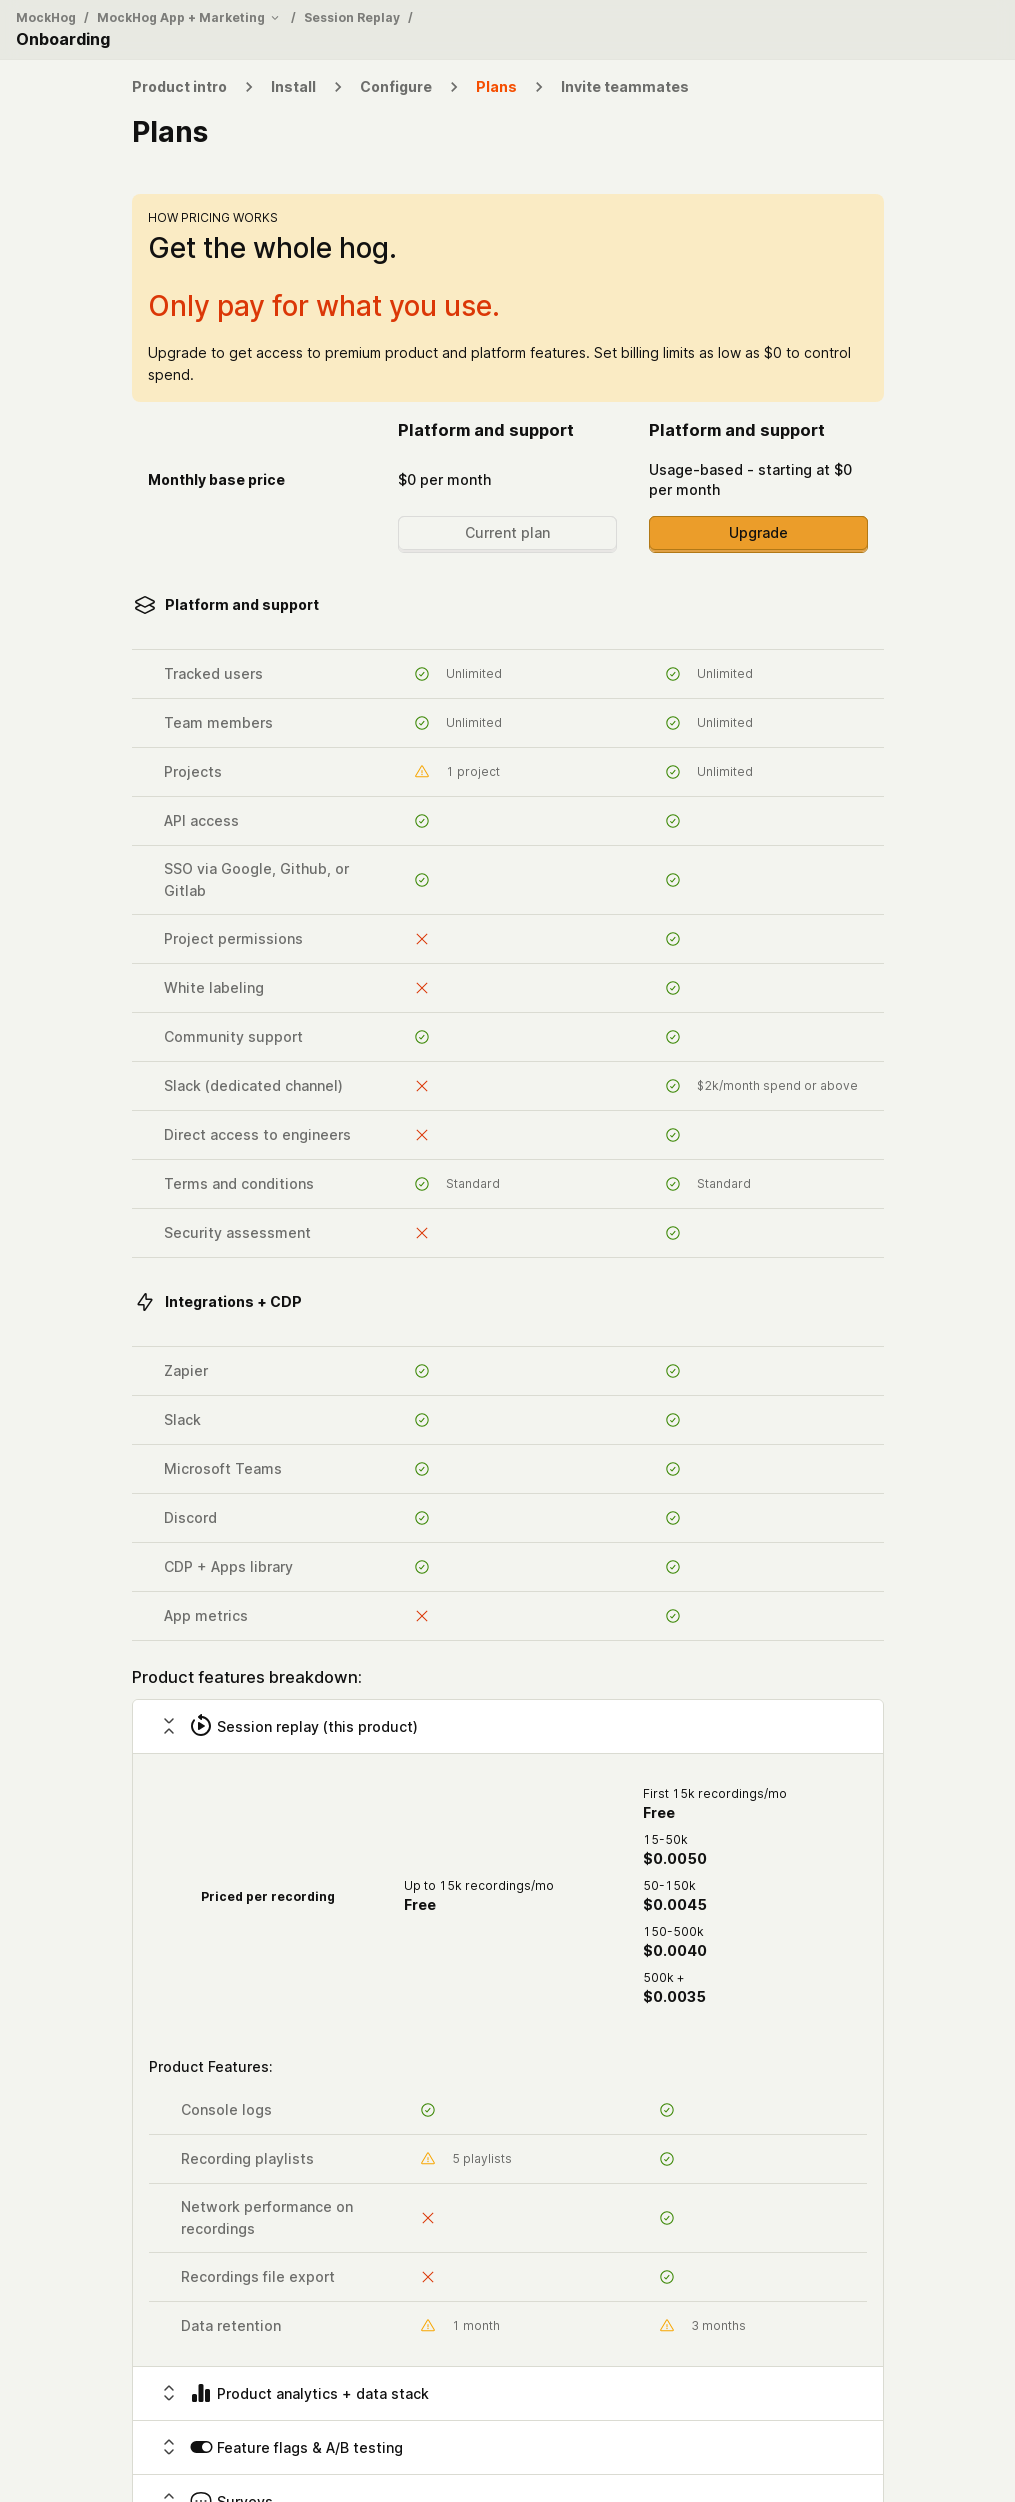 MockHog / MockHog App + Marketing / Session Replay /
Onboarding
Product intro Install Configure Plans Invite teammates
Plans
HOW PRICING WORKS
Get the whole hog.
Only pay for what you use.
Upgrade to get access to premium product and platform features. Set billing limits as low as $0 to control
spend.
Platform and support Platform and support
Monthly base price $0 per month Usage-based - starting at $0
per month
Current plan Upgrade
Platform and support
Tracked users Unlimited Unlimited
Team members Unlimited Unlimited
Projects 1 project Unlimited
API access
SSO via Google, Github, or
Gitlab
Project permissions
White labeling
Community support
Slack (dedicated channel) $2k/month spend or above
Direct access to engineers
Terms and conditions Standard Standard
Security assessment
Integrations + CDP
Zapier
Slack
Microsoft Teams
Discord
CDP + Apps library
App metrics
Product features breakdown:
Session replay (this product)
Priced per recording
Up to 15k recordings/mo
Free
First 15k recordings/mo
Free
15-50k
$0.0050
50-150k
$0.0045
150-500k
$0.0040
500k +
$0.0035
Product Features:
Console logs
Recording playlists 5 playlists
Network performance on
recordings
Recordings file export
Data retention 1 month 3 months
Product analytics + data stack
Feature flags & A/B testing
Surveys